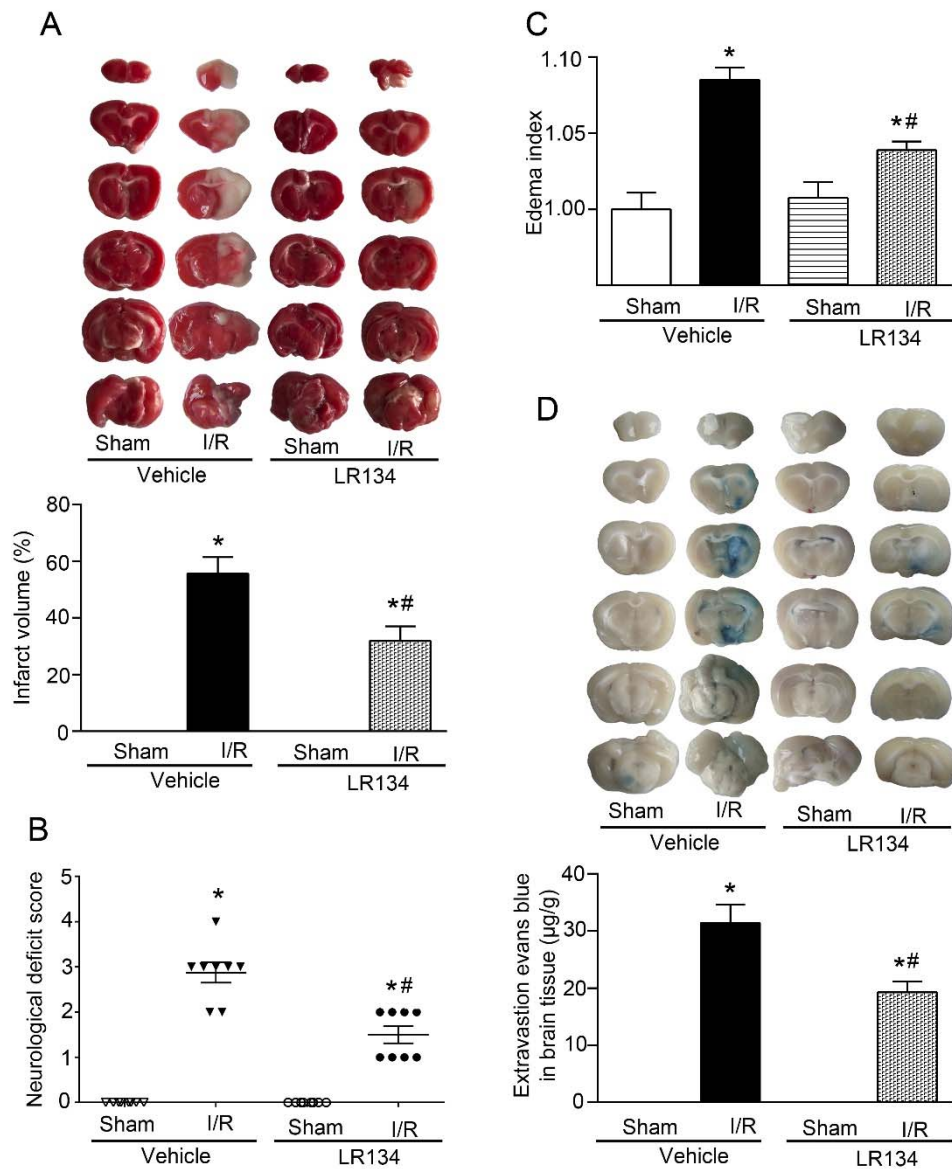 A
Sham I/R Sham I/R
Vehicle LR134
Infarct volume (%)
80
60
40
20
0
*
*#
Sham I/R Sham I/R
Vehicle LR134
B
Neurological deficit score
5
4
3
2
1
0
*
*#
Sham I/R Sham I/R
Vehicle LR134
C
Edema index
1.10
1.05
1.00
*
*#
Sham I/R Sham I/R
Vehicle LR134
D
Sham I/R Sham I/R
Vehicle LR134
Extravastion evans blue
in brain tissue (µg/g)
40
30
20
10
0
*
*#
Sham I/R Sham I/R
Vehicle LR134